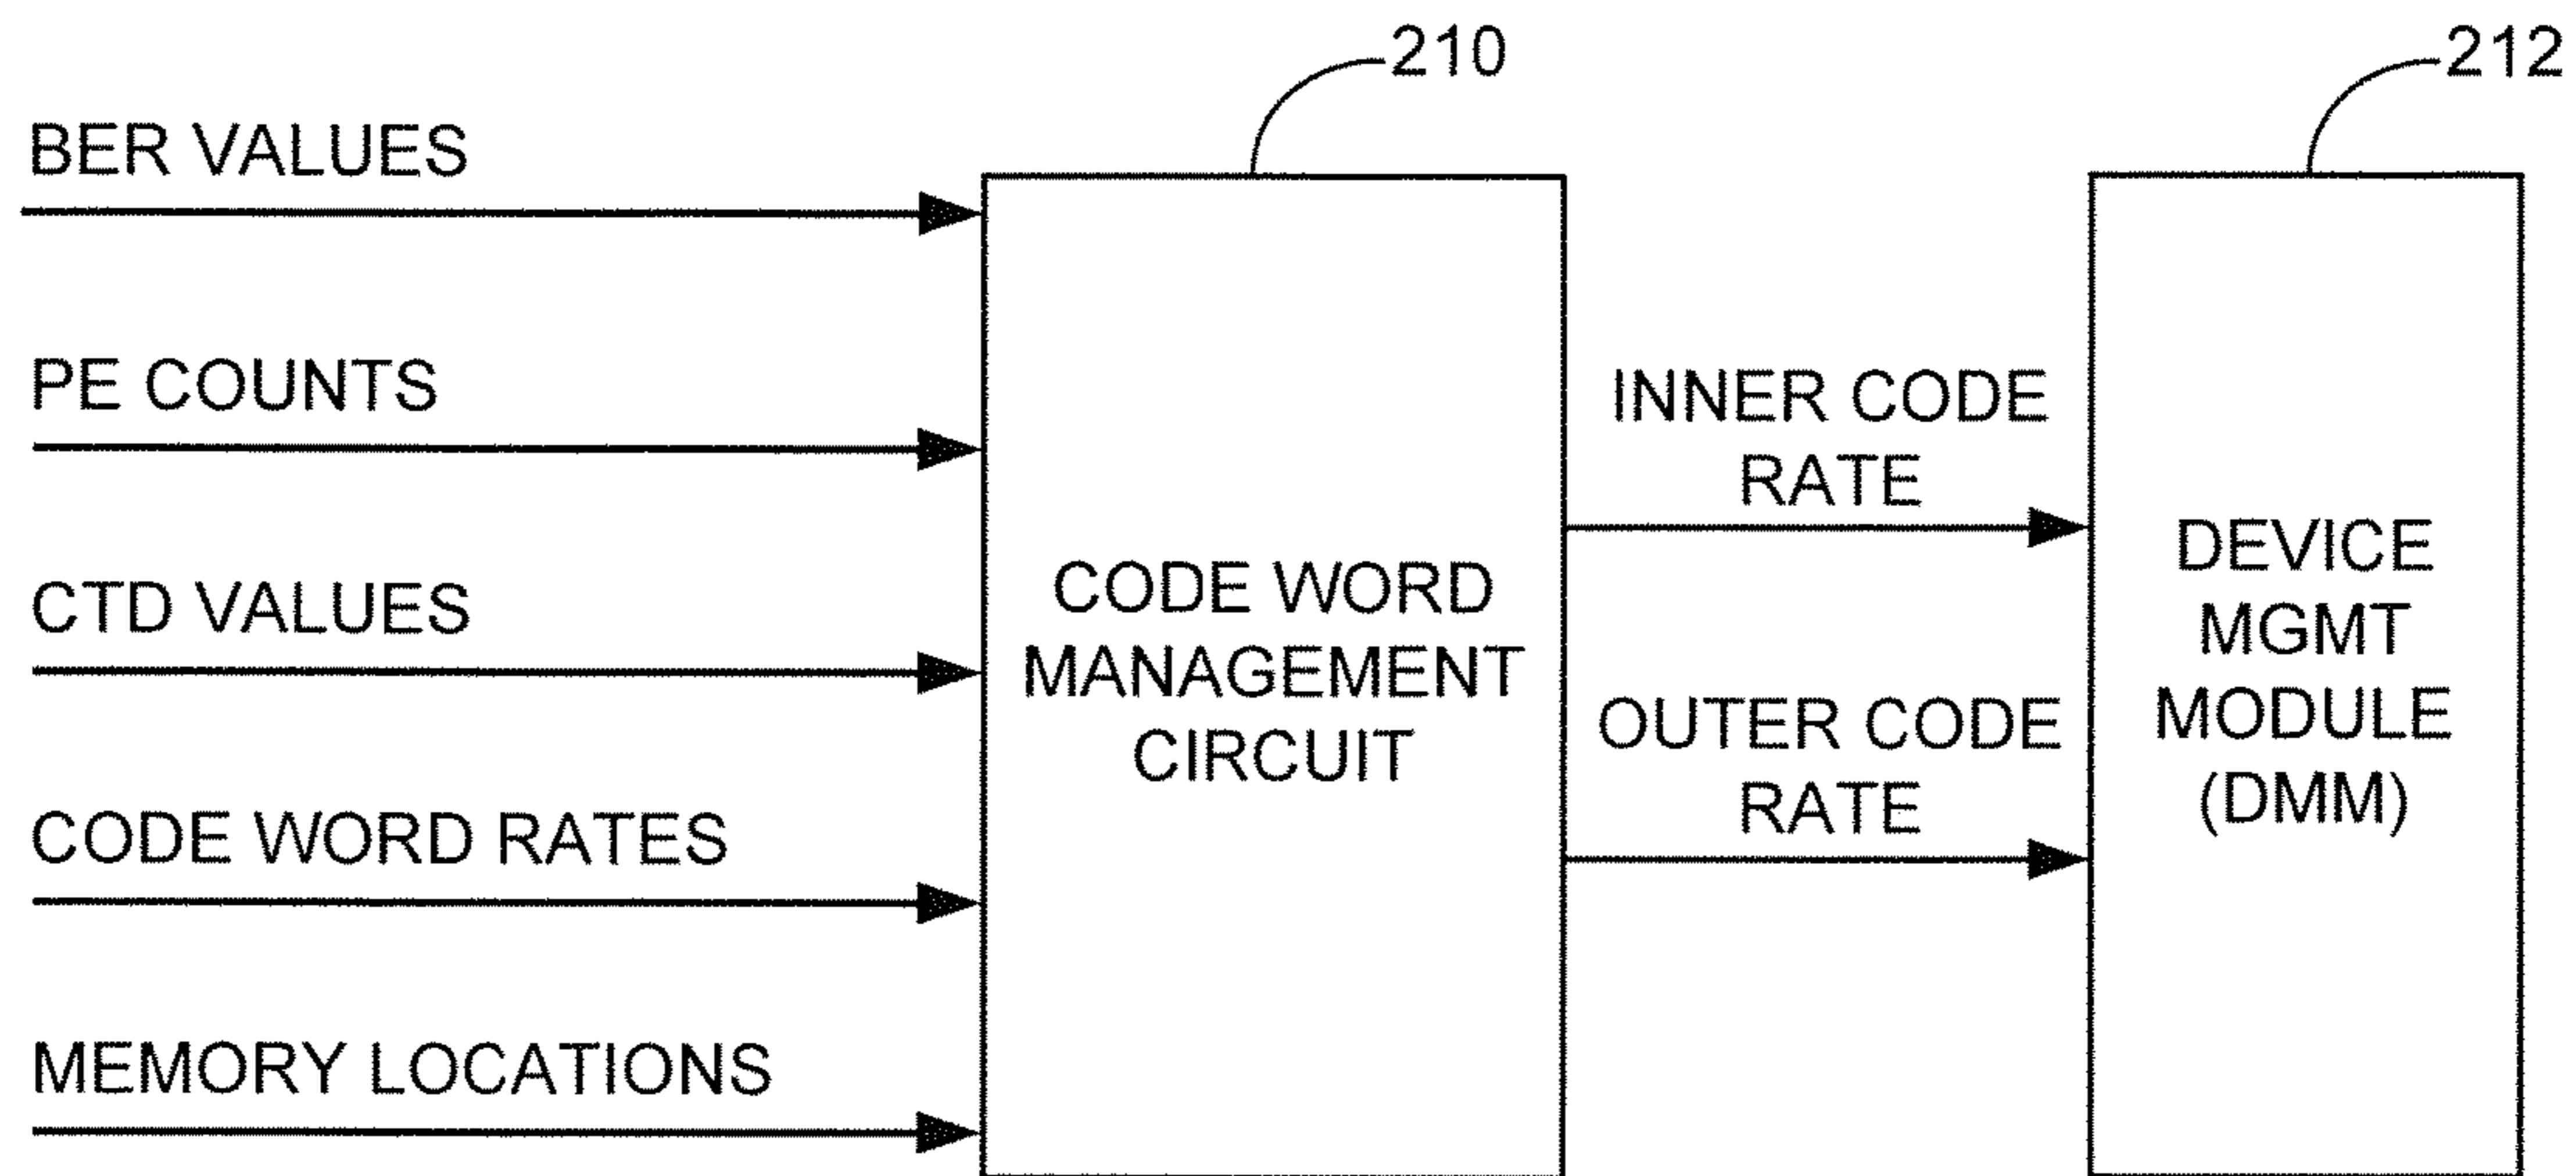 210
212
BER VALUES
PE COUNTS
CTD VALUES
CODE WORD RATES
MEMORY LOCATIONS
CODE WORD
MANAGEMENT
CIRCUIT
INNER CODE
RATE
OUTER CODE
RATE
DEVICE
MGMT
MODULE
(DMM)